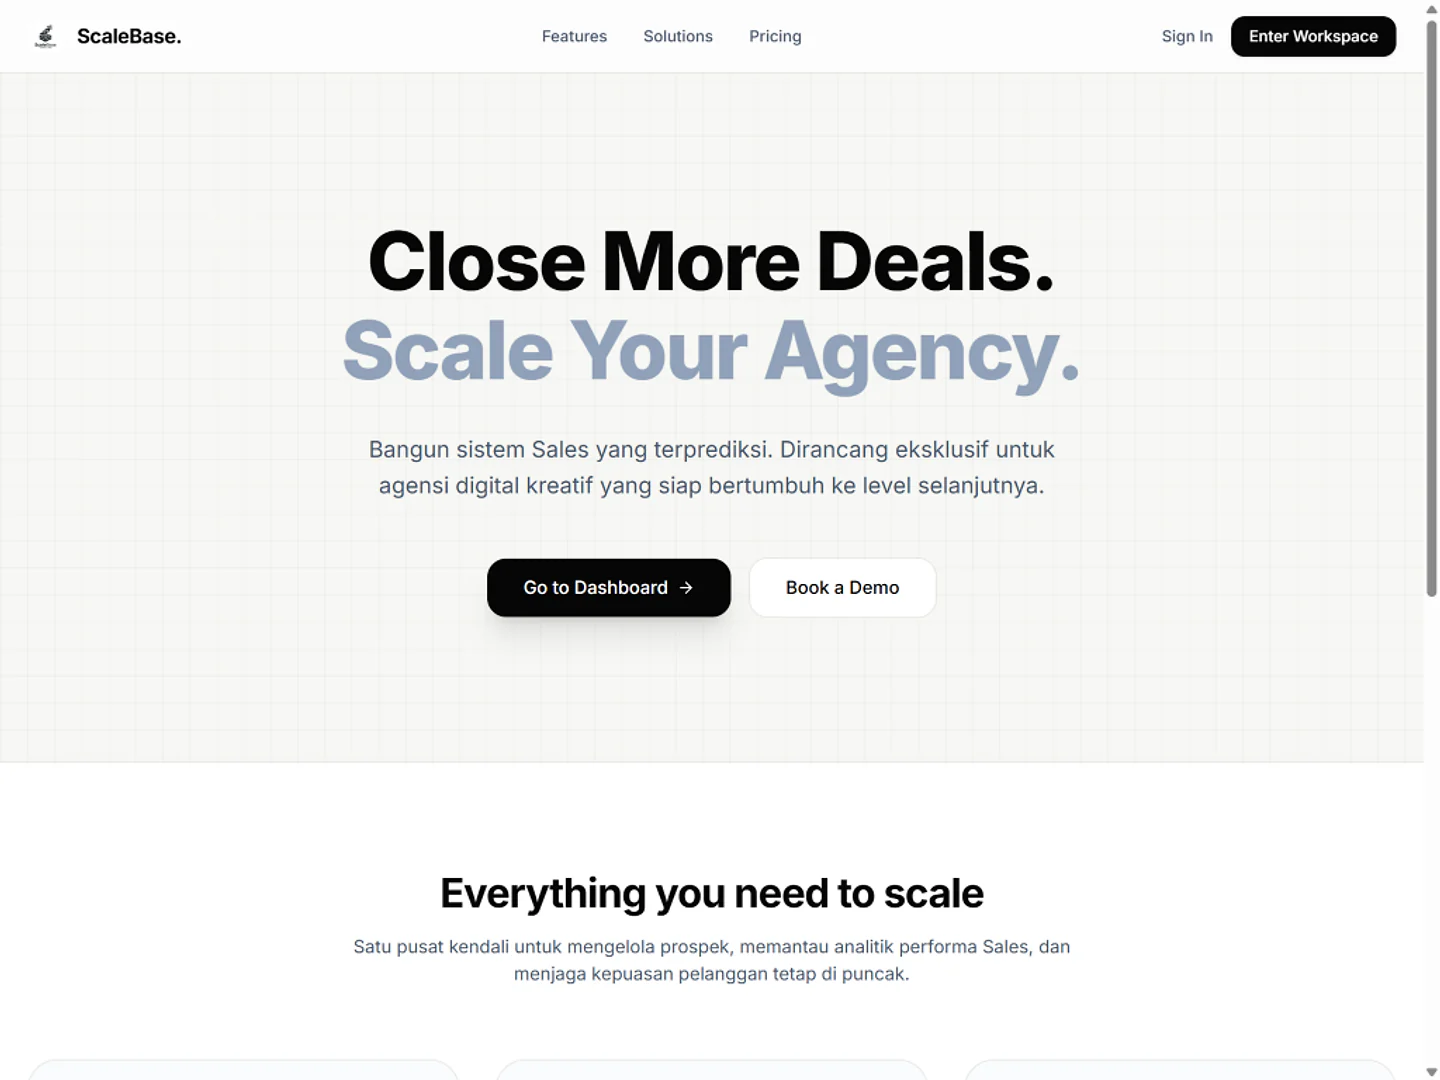 ScaleBase.
Features
Solutions
Pricing
Sign In
Enter Workspace
Close More Deals.
Scale Your Agency.
Bangun sistem Sales yang terprediksi. Dirancang eksklusif untuk
agensi digital kreatif yang siap bertumbuh ke level selanjutnya.
Go to Dashboard →
Book a Demo
Everything you need to scale
Satu pusat kendali untuk mengelola prospek, memantau analitik performa Sales, dan
menjaga kepuasan pelanggan tetap di puncak.